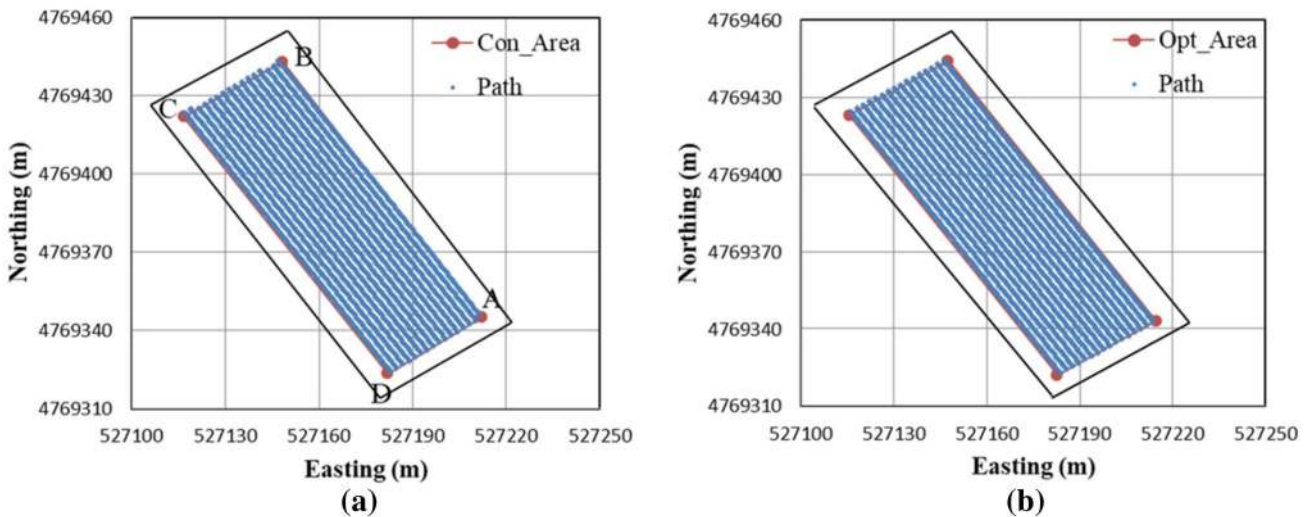 4769460
4769430
4769400
4769370
4769340
4769310
Northing (m)
527100 527130 527160 527190 527220 527250
Easting (m)
Con_Area
Path
B
C
A
D
(a)
4769460
4769430
4769400
4769370
4769340
4769310
Northing (m)
527100 527130 527160 527190 527220 527250
Easting (m)
Opt_Area
Path
(b)